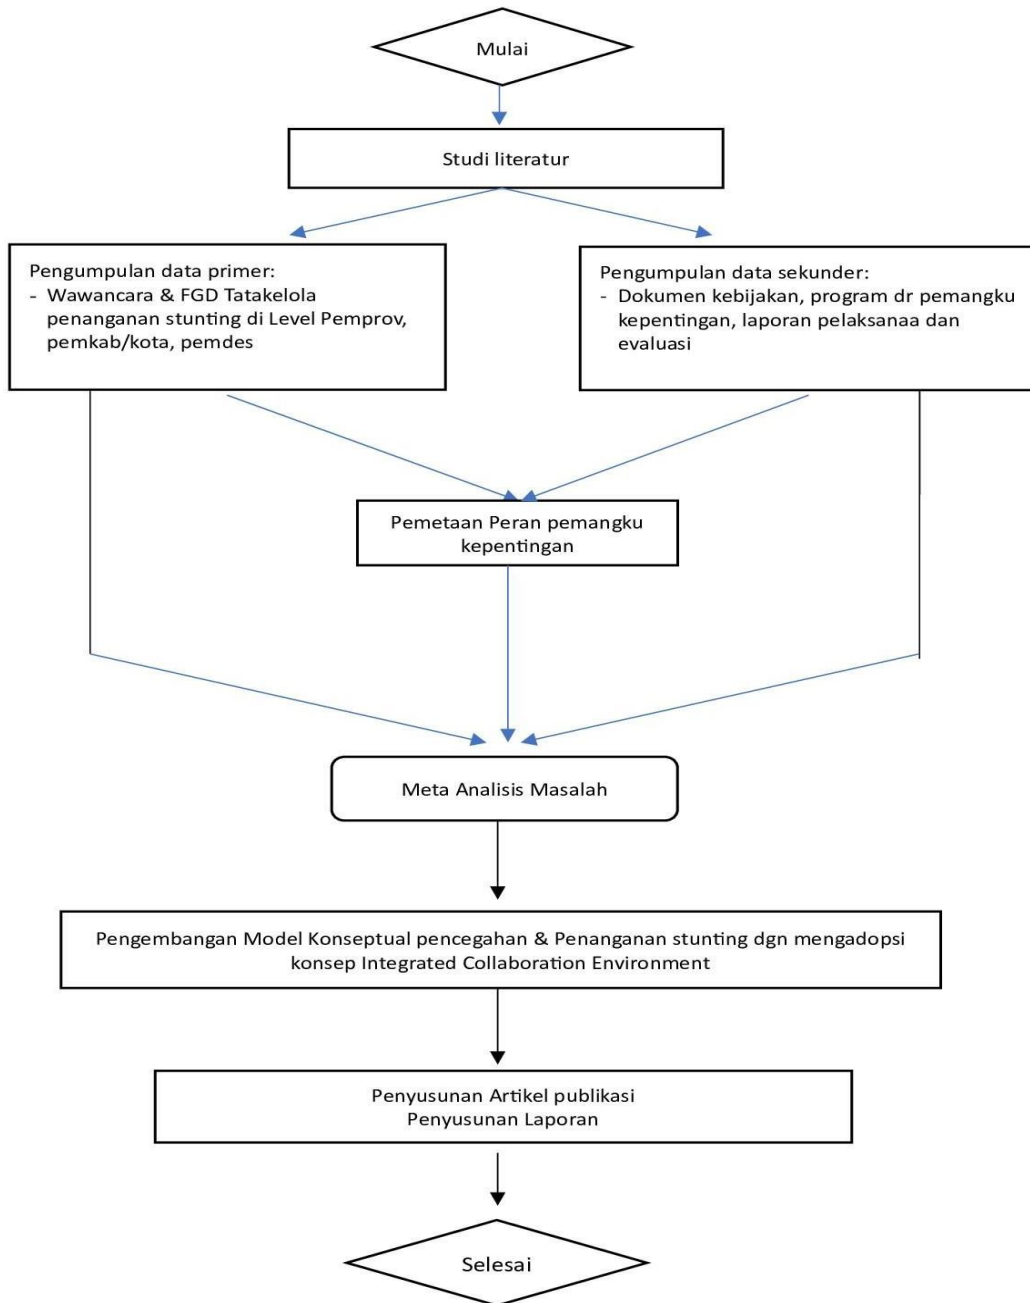 Mulai
Studi literatur
Pengumpulan data primer:
- Wawancara & FGD Tatakelola
penanganan stunting di Level Pemprov,
pemkab/kota, pemdes
Pengumpulan data sekunder:
- Dokumen kebijakan, program dr pemangku
kepentingan, laporan pelaksanaa dan
evaluasi
Pemetaan Peran pemangku
kepentingan
Meta Analisis Masalah
Pengembangan Model Konseptual pencegahan & Penanganan stunting dgn mengadopsi
konsep Integrated Collaboration Environment
Penyusunan Artikel publikasi
Penyusunan Laporan
Selesai